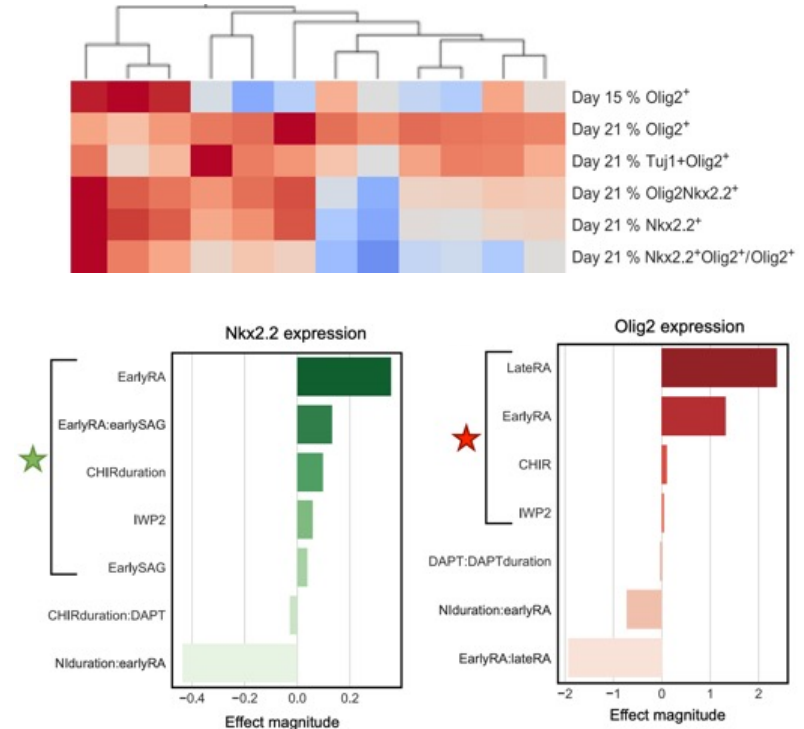 Day 15 % Olig2⁺
Day 21 % Olig2⁺
Day 21 % Tuj1+Olig2⁺
Day 21 % Olig2Nkx2.2⁺
Day 21 % Nkx2.2⁺
Day 21 % Nkx2.2⁺Olig2⁺/Olig2⁺
Nkx2.2 expression
EarlyRA
EarlyRA:earlySAG
CHIRduration
IWP2
EarlySAG
CHIRduration:DAPT
NIduration:earlyRA
−0.4 −0.2 0.0 0.2
Effect magnitude
Olig2 expression
LateRA
EarlyRA
CHIR
IWP2
DAPT:DAPTduration
NIduration:earlyRA
EarlyRA:lateRA
−2 −1 0 1 2
Effect magnitude